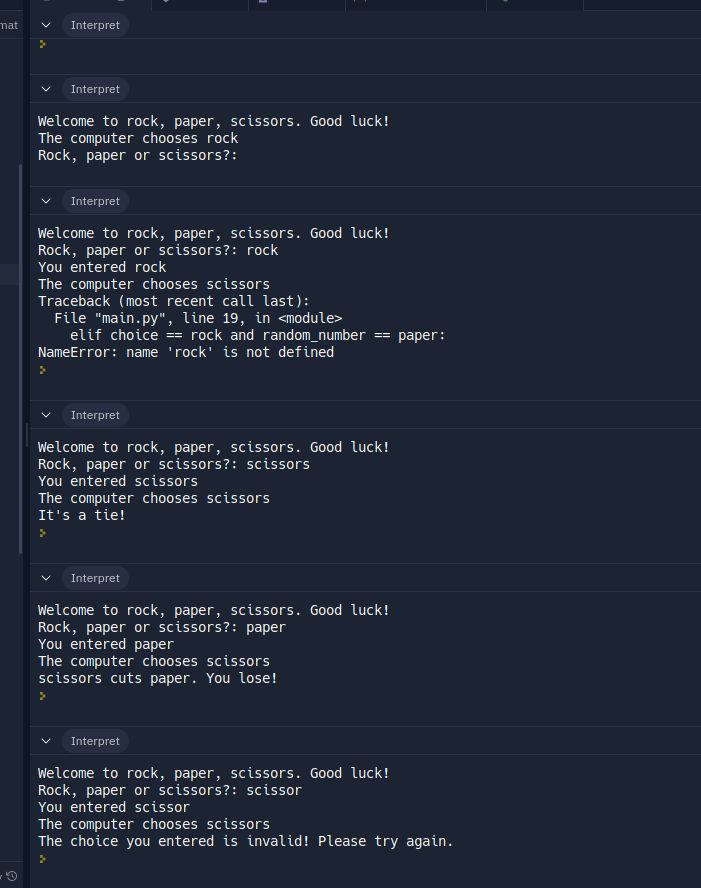 mat
Interpret
Interpret
Welcome to rock, paper, scissors. Good luck!
The computer chooses rock
Rock, paper or scissors?:
Interpret
Welcome to rock, paper, scissors. Good luck!
Rock, paper or scissors?: rock
You entered rock
The computer chooses scissors
Traceback (most recent call last):
  File "main.py", line 19, in <module>
    elif choice == rock and random_number == paper:
NameError: name 'rock' is not defined
Interpret
Welcome to rock, paper, scissors. Good luck!
Rock, paper or scissors?: scissors
You entered scissors
The computer chooses scissors
It's a tie!
Interpret
Welcome to rock, paper, scissors. Good luck!
Rock, paper or scissors?: paper
You entered paper
The computer chooses scissors
scissors cuts paper. You lose!
Interpret
Welcome to rock, paper, scissors. Good luck!
Rock, paper or scissors?: scissor
You entered scissor
The computer chooses scissors
The choice you entered is invalid! Please try again.